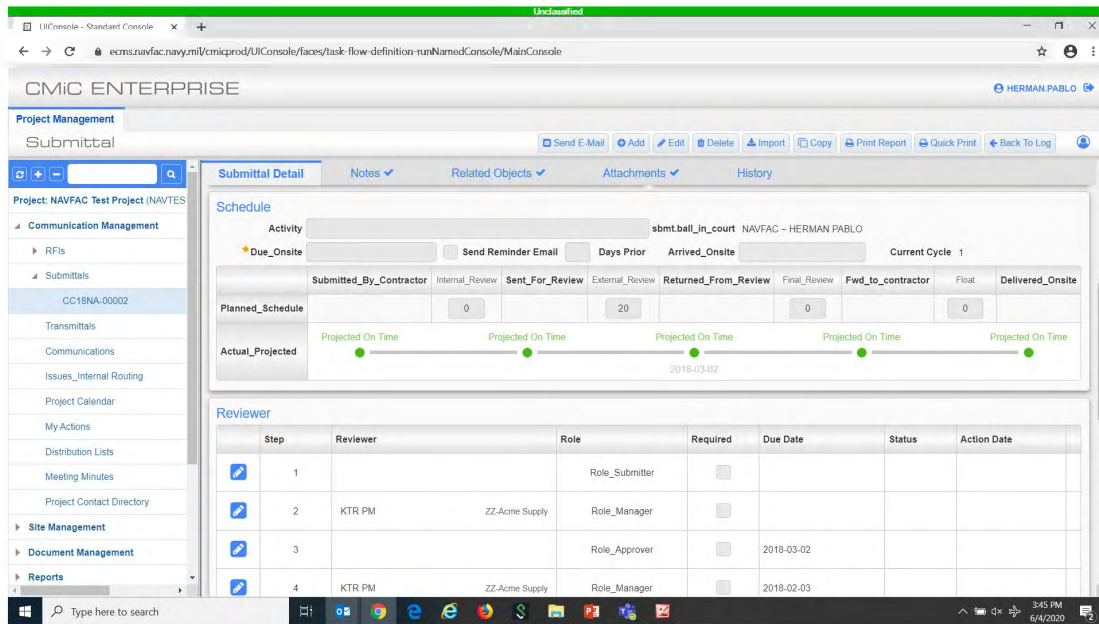 Unclassified
UIConsole - Standard Console
ecms.navfac.navy.mil/cmicprod/UIConsole/faces/task-flow-definition-runNamedConsole/MainConsole
CMiC ENTERPRISE
HERMAN.PABLO
Project Management
Submittal
Send E-Mail Add Edit Delete Import Copy Print Report Quick Print Back To Log
Submittal Detail Notes Related Objects Attachments History
Project: NAVFAC Test Project (NAVTES
Communication Management
RFIs
Submittals
CC18NA-00002
Transmittals
Communications
Issues_Internal Routing
Project Calendar
My Actions
Distribution Lists
Meeting Minutes
Project Contact Directory
Site Management
Document Management
Reports
Schedule
Activity sbmt.ball_in_court NAVFAC – HERMAN PABLO
*Due_Onsite Send Reminder Email Days Prior Arrived_Onsite Current Cycle 1
Submitted_By_Contractor Internal_Review Sent_For_Review External_Review Returned_From_Review Final_Review Fwd_to_contractor Float Delivered_Onsite
Planned_Schedule 0 20 0 0
Projected On Time Projected On Time Projected On Time Projected On Time Projected On Time
Actual_Projected
2018-03-02
Reviewer
Step Reviewer Role Required Due Date Status Action Date
1 Role_Submitter
2 KTR PM ZZ-Acme Supply Role_Manager
3 Role_Approver 2018-03-02
4 KTR PM ZZ-Acme Supply Role_Manager 2018-02-03
Type here to search
3:45 PM
6/4/2020
2